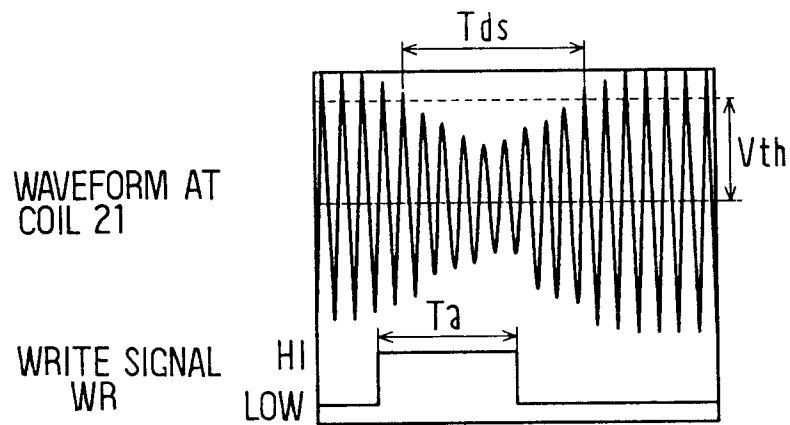 Tds
Vth
WAVEFORM AT
COIL 21
Ta
WRITE SIGNAL
WR
HI
LOW